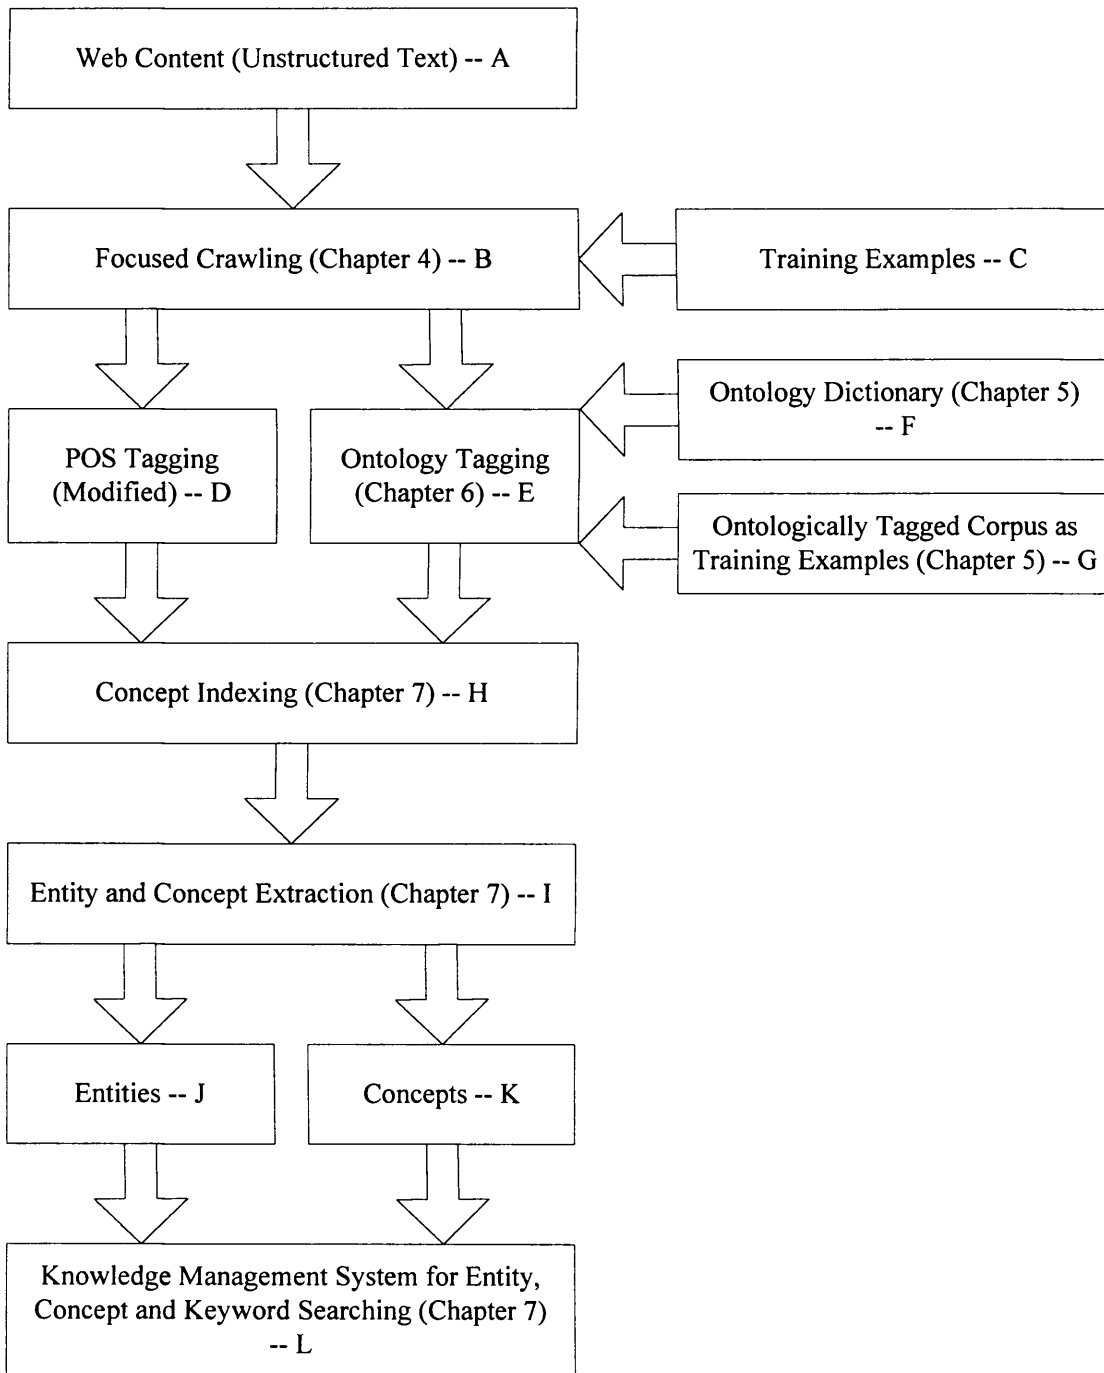 Web Content (Unstructured Text) -- A
Focused Crawling (Chapter 4) -- B
Training Examples -- C
POS Tagging
(Modified) -- D
Ontology Tagging
(Chapter 6) -- E
Ontology Dictionary (Chapter 5)
-- F
Ontologically Tagged Corpus as
Training Examples (Chapter 5) -- G
Concept Indexing (Chapter 7) -- H
Entity and Concept Extraction (Chapter 7) -- I
Entities -- J
Concepts -- K
Knowledge Management System for Entity,
Concept and Keyword Searching (Chapter 7)
-- L